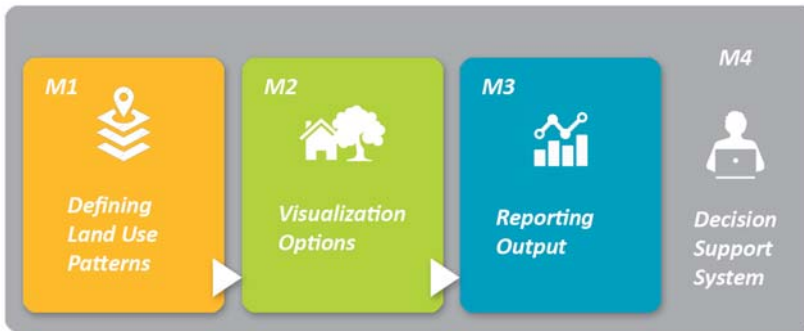 M1
Defining
Land Use
Patterns
M2
Visualization
Options
M3
Reporting
Output
M4
Decision
Support
System